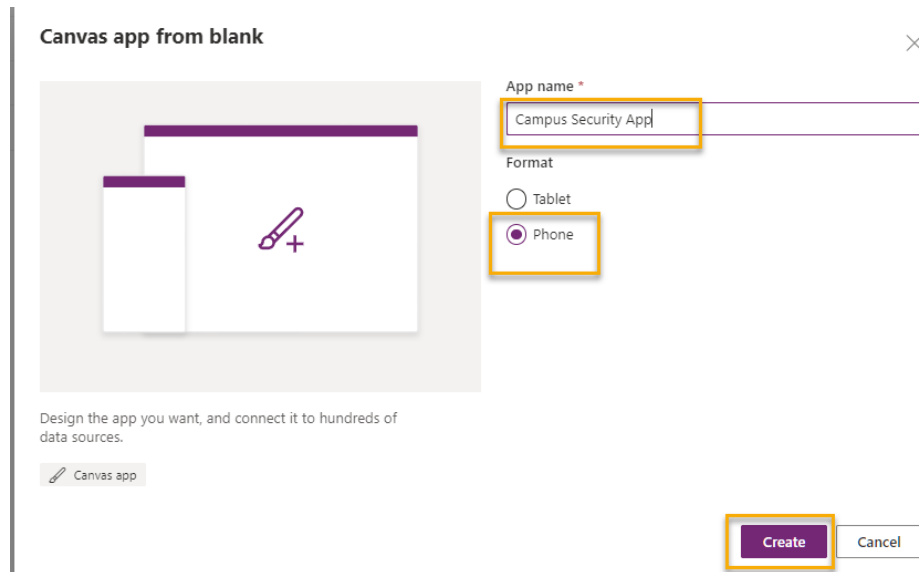 Canvas app from blank
App name *
Campus Security App
Format
Tablet
Phone
Design the app you want, and connect it to hundreds of
data sources.
Canvas app
Create
Cancel